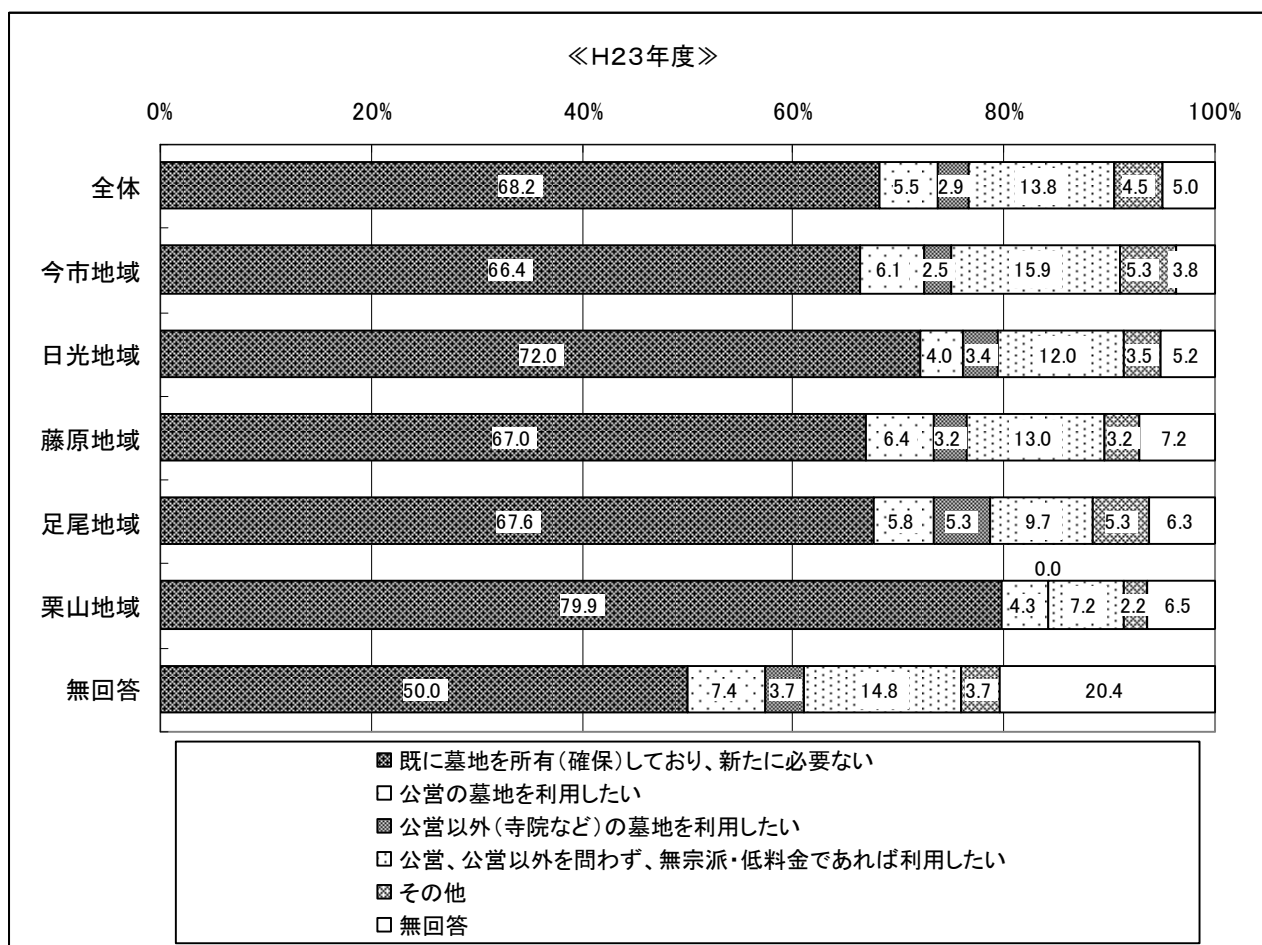 ≪H23年度≫
0% 20% 40% 60% 80% 100%
全体 68.2 5.5 2.9 13.8 4.5 5.0
今市地域 66.4 6.1 2.5 15.9 5.3 3.8
日光地域 72.0 4.0 3.4 12.0 3.5 5.2
藤原地域 67.0 6.4 3.2 13.0 3.2 7.2
足尾地域 67.6 5.8 5.3 9.7 5.3 6.3
0.0
栗山地域 79.9 4.3 7.2 2.2 6.5
無回答 50.0 7.4 3.7 14.8 3.7 20.4
既に墓地を所有(確保)しており、新たに必要ない
公営の墓地を利用したい
公営以外(寺院など)の墓地を利用したい
公営、公営以外を問わず、無宗派・低料金であれば利用したい
その他
無回答